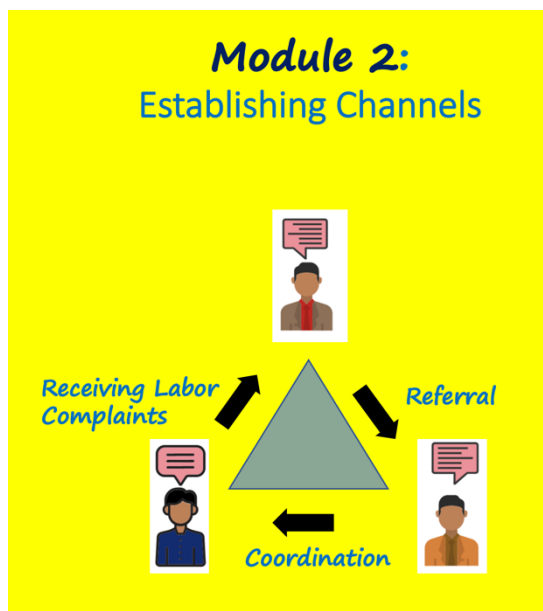 Module 2:
Establishing Channels
Receiving Labor
Complaints
Referral
Coordination